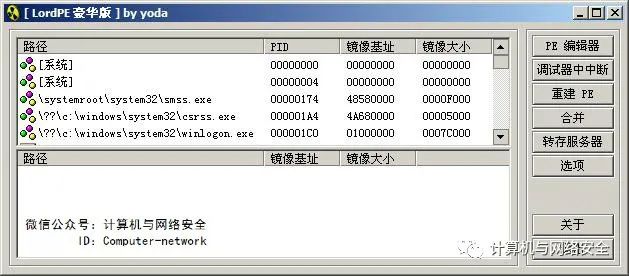 [ LordPE 豪华版 ] by yoda
路径 PID 镜像基址 镜像大小
[系统] 00000000 00000000 00000000
[系统] 00000004 00000000 00000000
\systemroot\system32\smss.exe 00000174 48580000 0000F000
\??\c:\windows\system32\csrss.exe 000001A4 4A680000 00005000
\??\c:\windows\system32\winlogon.exe 000001C0 01000000 0007C000
路径 镜像基址 镜像大小
微信公众号: 计算机与网络安全
ID: Computer-network
PE 编辑器
调试器中中断
重建 PE
合并
转存服务器
选项
关于
计算机与网络安全